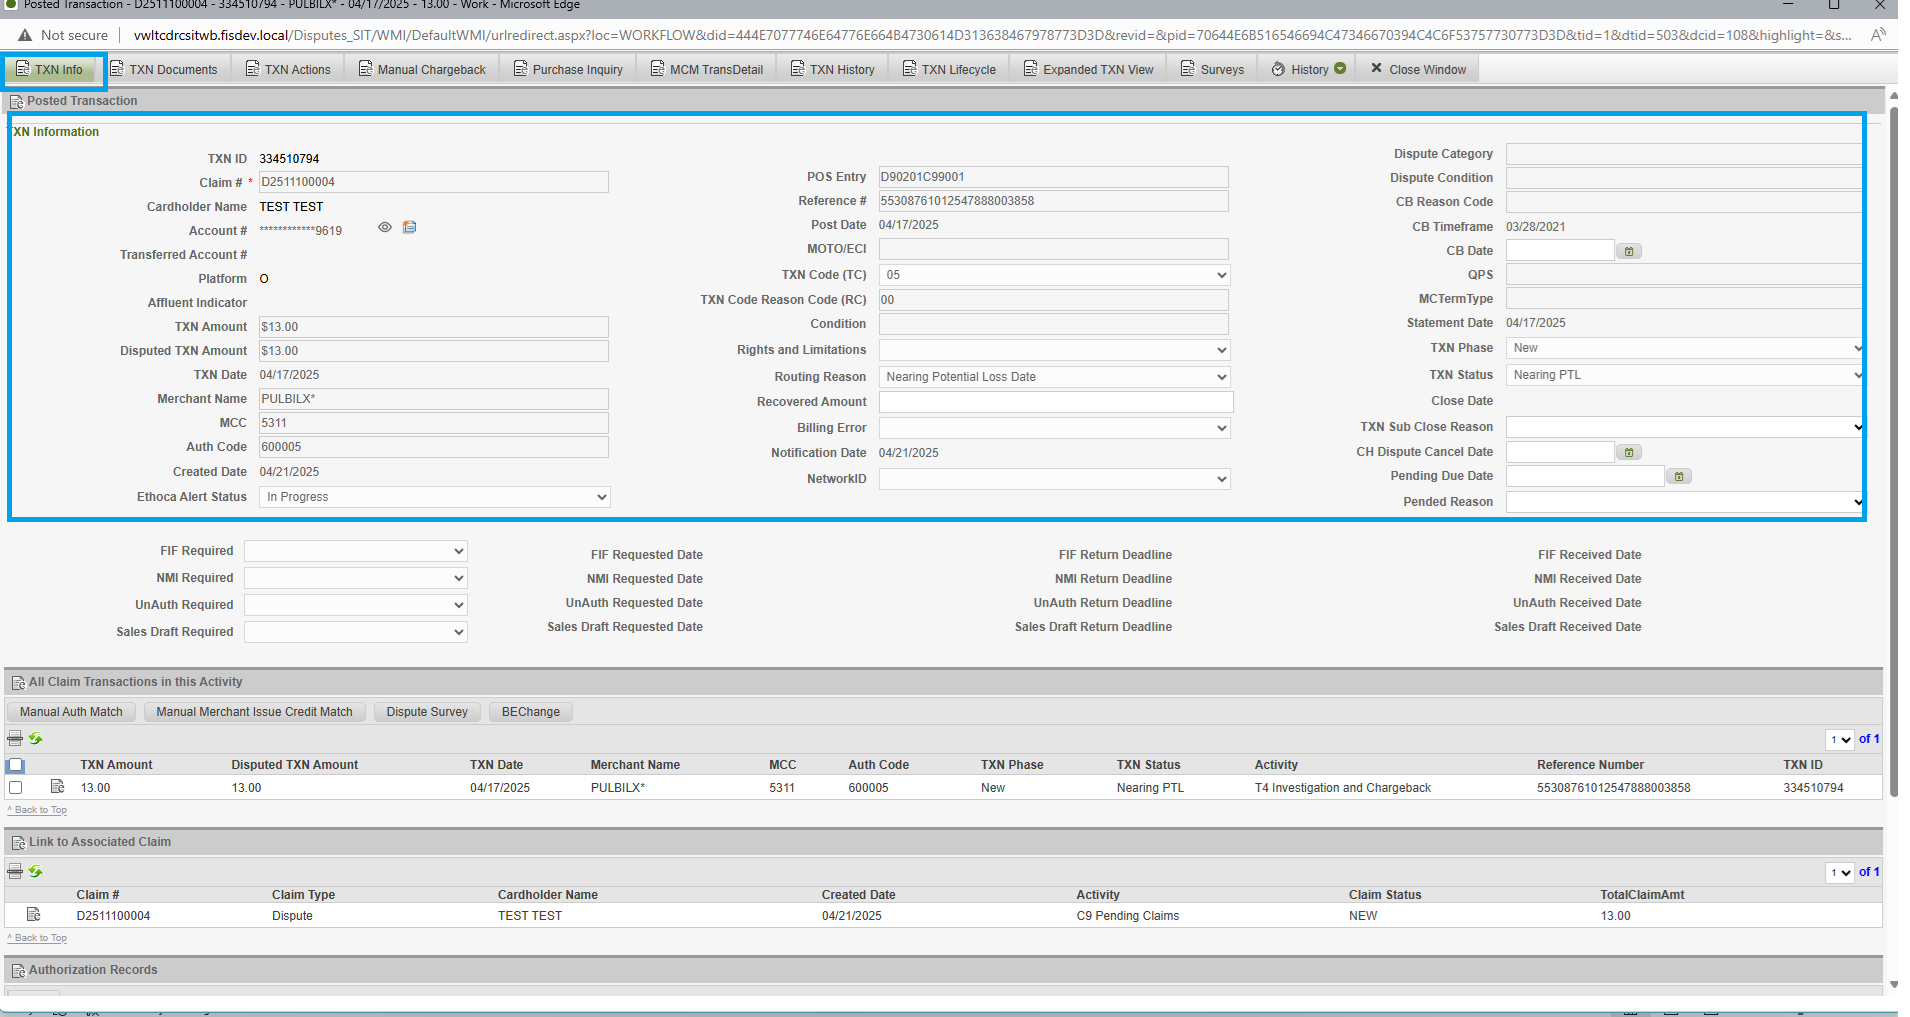 Posted Transaction - D2511100004 - 334510794 - PULBILX* - 04/17/2025 - 13.00 - Work - Microsoft Edge
Not secure | vwltcdrcsitwb.fisdev.local/Disputes_SIT/WMI/DefaultWMI/urlredirect.aspx?loc=WORKFLOW&did=444E7077746E64776E664B4730614D313638467978773D3D&revid=&pid=70644E6B516546694C47346670394C4C6F53757730773D3D&tid=1&dtid=503&dcid=108&highlight=&s...
TXN Info TXN Documents TXN Actions Manual Chargeback Purchase Inquiry MCM TransDetail TXN History TXN Lifecycle Expanded TXN View Surveys History Close Window
Posted Transaction
TXN Information
TXN ID 334510794
Claim # * D2511100004
Cardholder Name TEST TEST
Account # ************9619
Transferred Account #
Platform O
Affluent Indicator
TXN Amount $13.00
Disputed TXN Amount $13.00
TXN Date 04/17/2025
Merchant Name PULBILX*
MCC 5311
Auth Code 600005
Created Date 04/21/2025
Ethoca Alert Status In Progress
POS Entry D90201C99001
Reference # 55308761012547888003858
Post Date 04/17/2025
MOTO/ECI
TXN Code (TC) 05
TXN Code Reason Code (RC) 00
Condition
Rights and Limitations
Routing Reason Nearing Potential Loss Date
Recovered Amount
Billing Error
Notification Date 04/21/2025
NetworkID
Dispute Category
Dispute Condition
CB Reason Code
CB Timeframe 03/28/2021
CB Date
QPS
MCTermType
Statement Date 04/17/2025
TXN Phase New
TXN Status Nearing PTL
Close Date
TXN Sub Close Reason
CH Dispute Cancel Date
Pending Due Date
Pended Reason
FIF Required FIF Requested Date FIF Return Deadline FIF Received Date
NMI Required NMI Requested Date NMI Return Deadline NMI Received Date
UnAuth Required UnAuth Requested Date UnAuth Return Deadline UnAuth Received Date
Sales Draft Required Sales Draft Requested Date Sales Draft Return Deadline Sales Draft Received Date
All Claim Transactions in this Activity
Manual Auth Match Manual Merchant Issue Credit Match Dispute Survey BEChange
1 of 1
TXN Amount Disputed TXN Amount TXN Date Merchant Name MCC Auth Code TXN Phase TXN Status Activity Reference Number TXN ID
13.00 13.00 04/17/2025 PULBILX* 5311 600005 New Nearing PTL T4 Investigation and Chargeback 55308761012547888003858 334510794
^ Back to Top
Link to Associated Claim
1 of 1
Claim # Claim Type Cardholder Name Created Date Activity Claim Status TotalClaimAmt
D2511100004 Dispute TEST TEST 04/21/2025 C9 Pending Claims NEW 13.00
^ Back to Top
Authorization Records